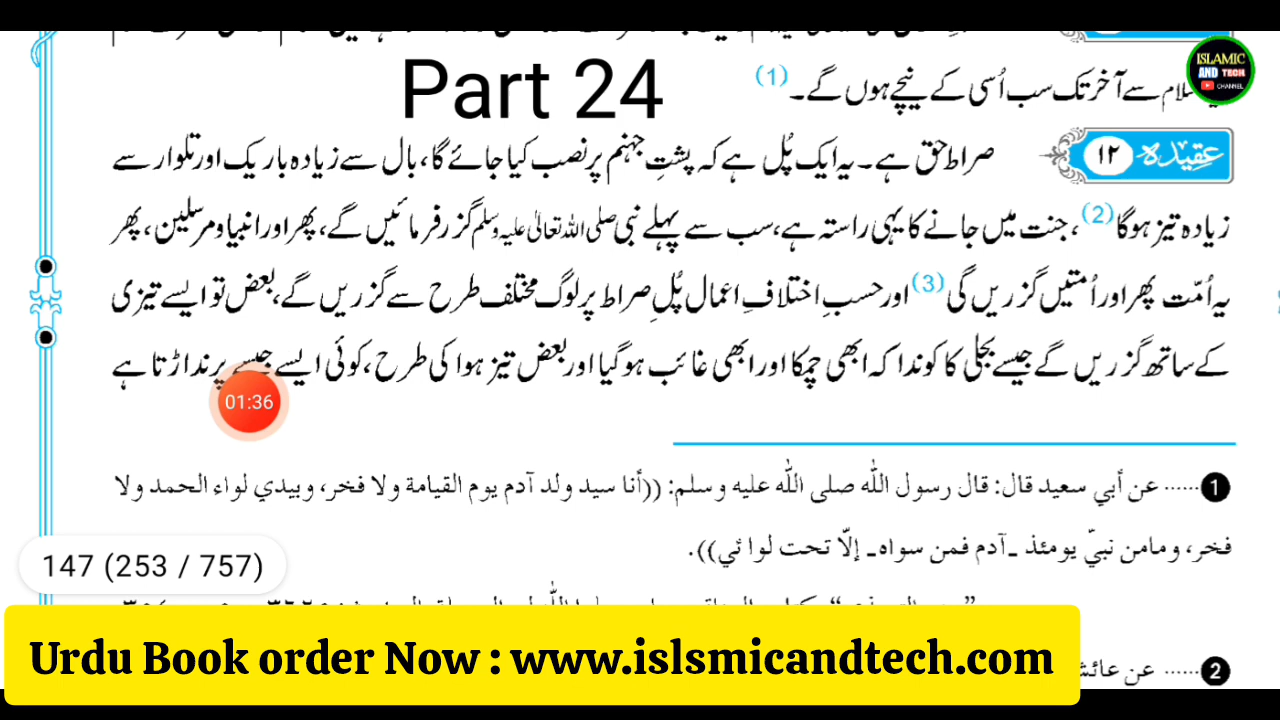 Part 24
ISLAMIC
AND TECH
CHANNEL
سے آخر تک سب اُسی کے نیچے ہوں گے۔ (1)
عقیدہ ۱۲ صراط حق ہے۔ یہ ایک پُل ہے کہ پشتِ جہنم پر نصب کیا جائے گا، بال سے زیادہ باریک اور تلوار سے
زیادہ تیز ہوگا (2)، جنت میں جانے کا یہی راستہ ہے، سب سے پہلے نبی صلی اللہ تعالیٰ علیہ وسلم گزر فرمائیں گے، پھر اور انبیا و مرسلین، پھر
یہ اُمّت پھر اور اُمتیں گزریں گی (3) اور حسبِ اختلافِ اعمال پُلِ صراط پر لوگ مختلف طرح سے گزریں گے، بعض تو ایسے تیزی
کے ساتھ گزریں گے جیسے بجلی کا کوندا کہ ابھی چمکا اور ابھی غائب ہوگیا اور بعض تیز ہوا کی طرح، کوئی ایسے جیسے پرند اڑتا ہے
01:36
1 ...... عن أبي سعيد قال: قال رسول اللّٰه صلى اللّٰه عليه وسلم: ((أنا سيد ولد آدم يوم القيامة ولا فخر، وبيدي لواء الحمد ولا
فخر، ومامن نبيّ يومئذ ـ آدم فمن سواه ـ إلّا تحت لوائي)).
147 (253 / 757)
Urdu Book order Now : www.islsmicandtech.com
2 ...... عن